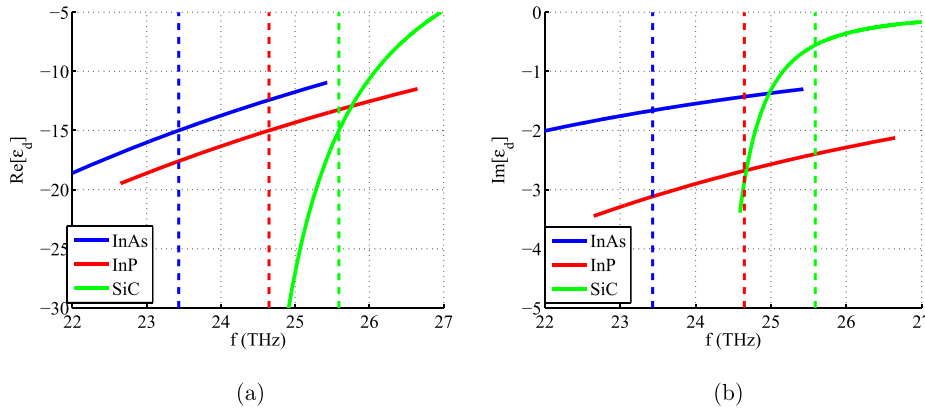 −5
−10
−15
−20
−25
−30
Re[ε_d]
InAs
InP
SiC
22 23 24 25 26 27
f (THz)
(a)
0
−1
−2
−3
−4
−5
Im[ε_d]
InAs
InP
SiC
22 23 24 25 26 27
f (THz)
(b)